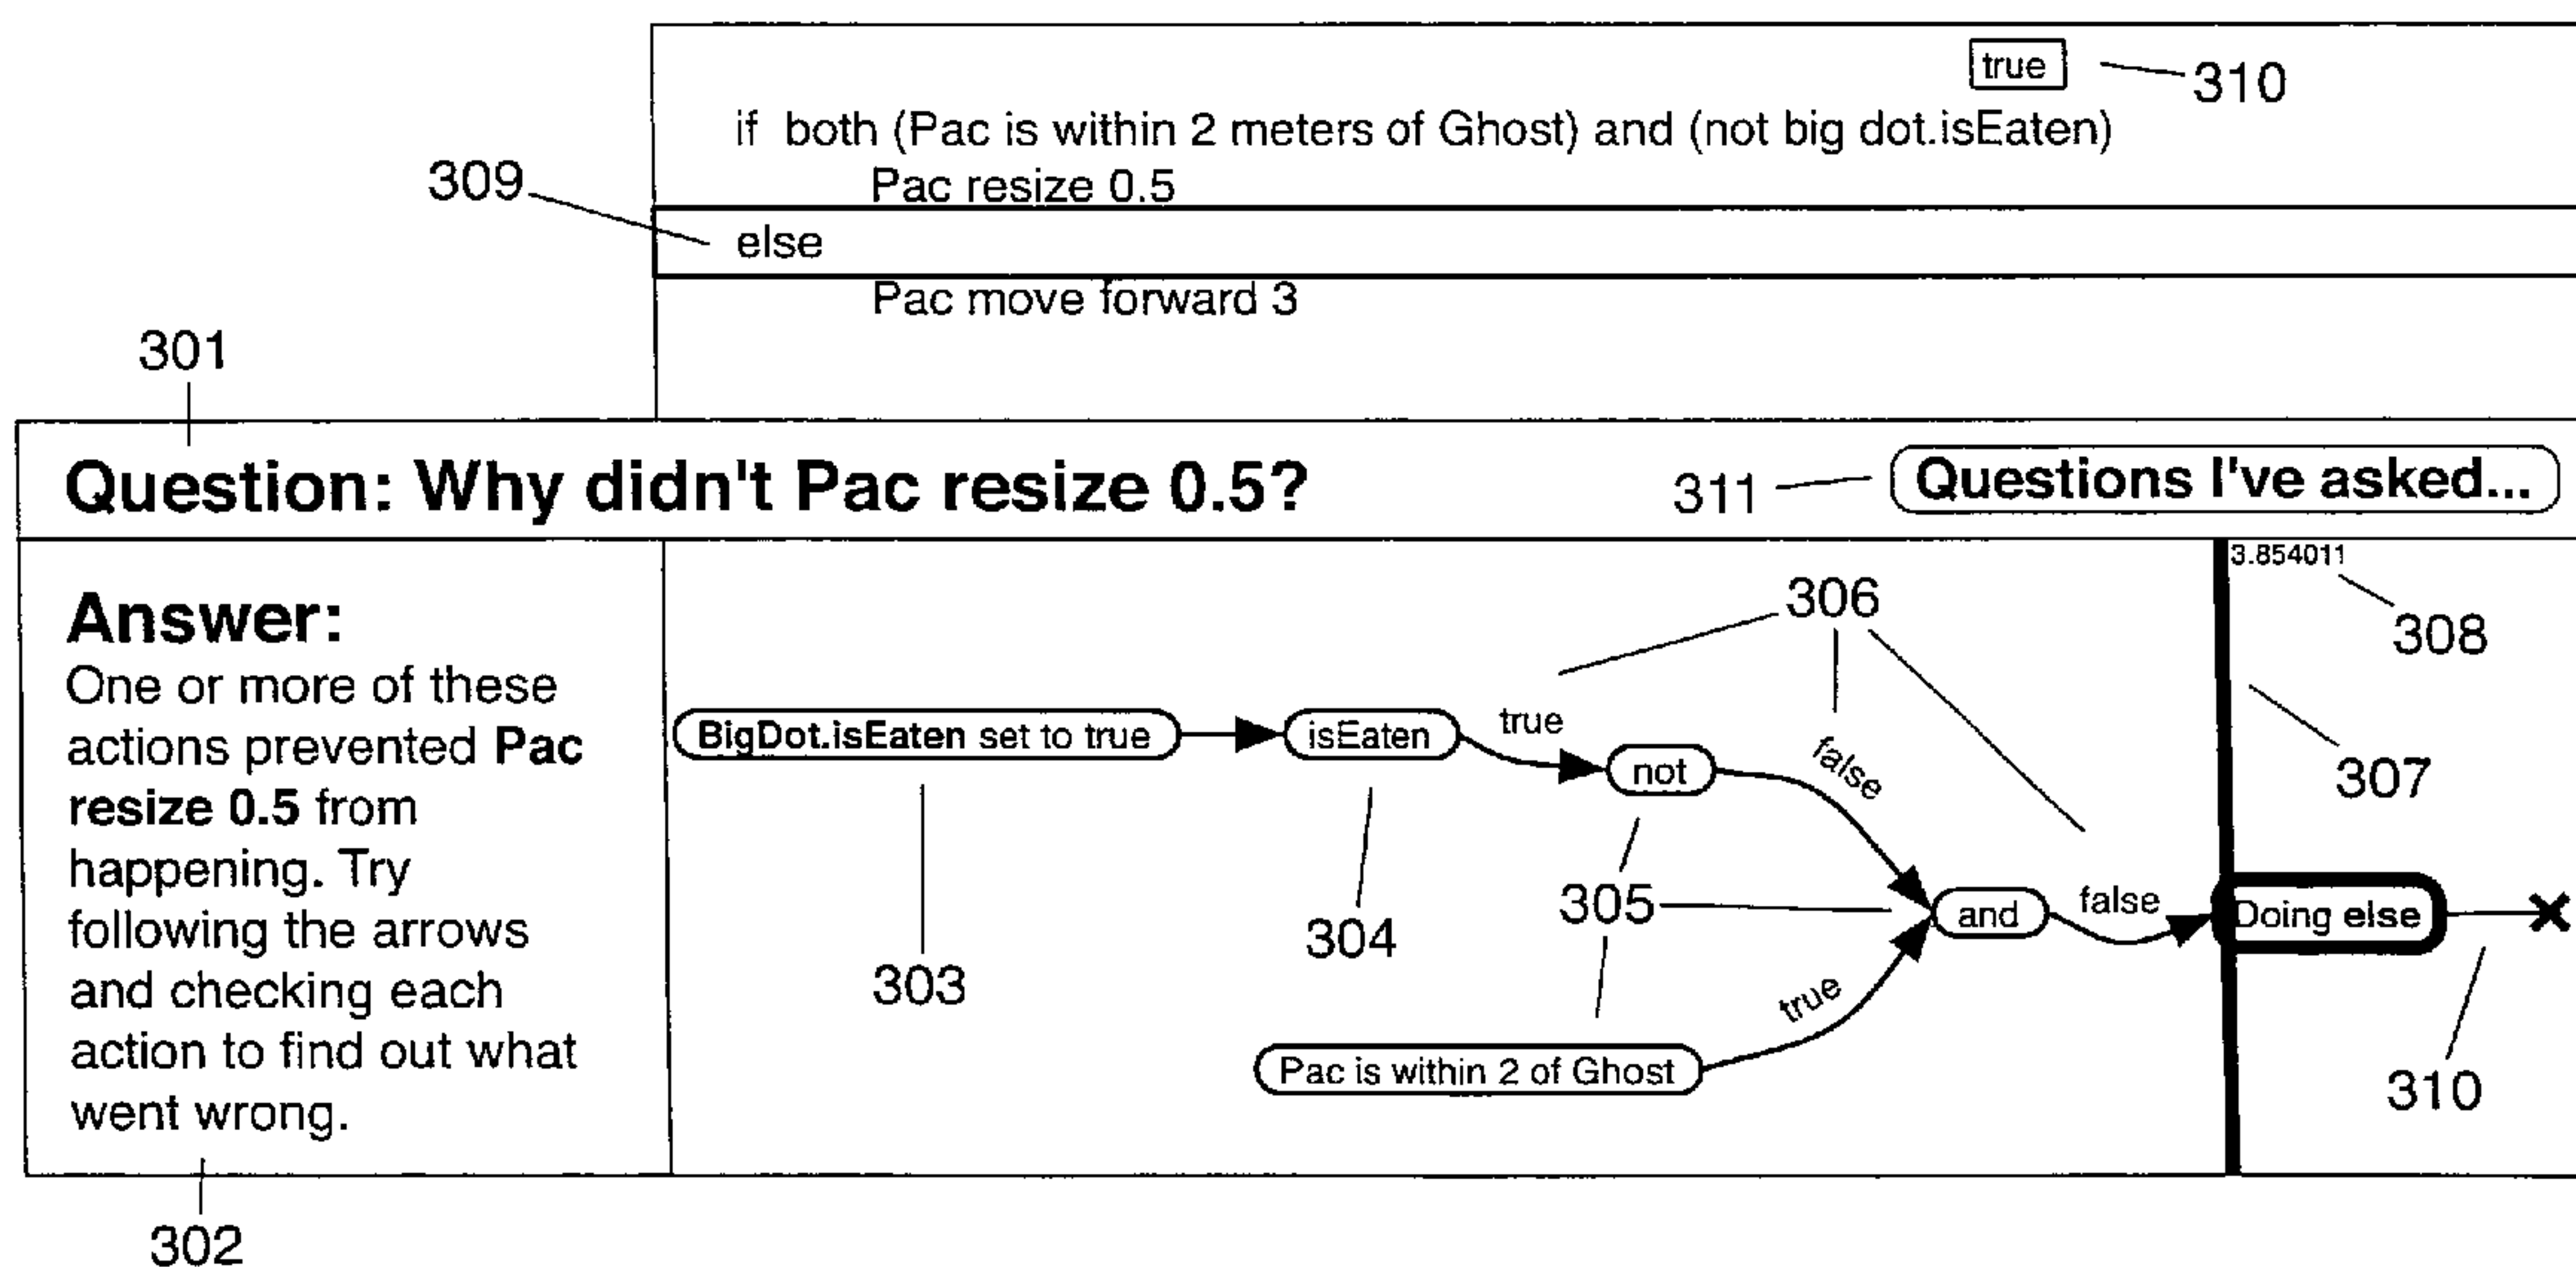 true
310
if both (Pac is within 2 meters of Ghost) and (not big dot.isEaten)
309
Pac resize 0.5
else
Pac move forward 3
301
Question: Why didn't Pac resize 0.5?
311
Questions I've asked...
3.854011
308
306
307
Answer:
One or more of these
actions prevented Pac
resize 0.5 from
happening. Try
following the arrows
and checking each
action to find out what
went wrong.
BigDot.isEaten set to true
isEaten
true
not
false
305
304
303
and
false
Doing else
true
Pac is within 2 of Ghost
310
302